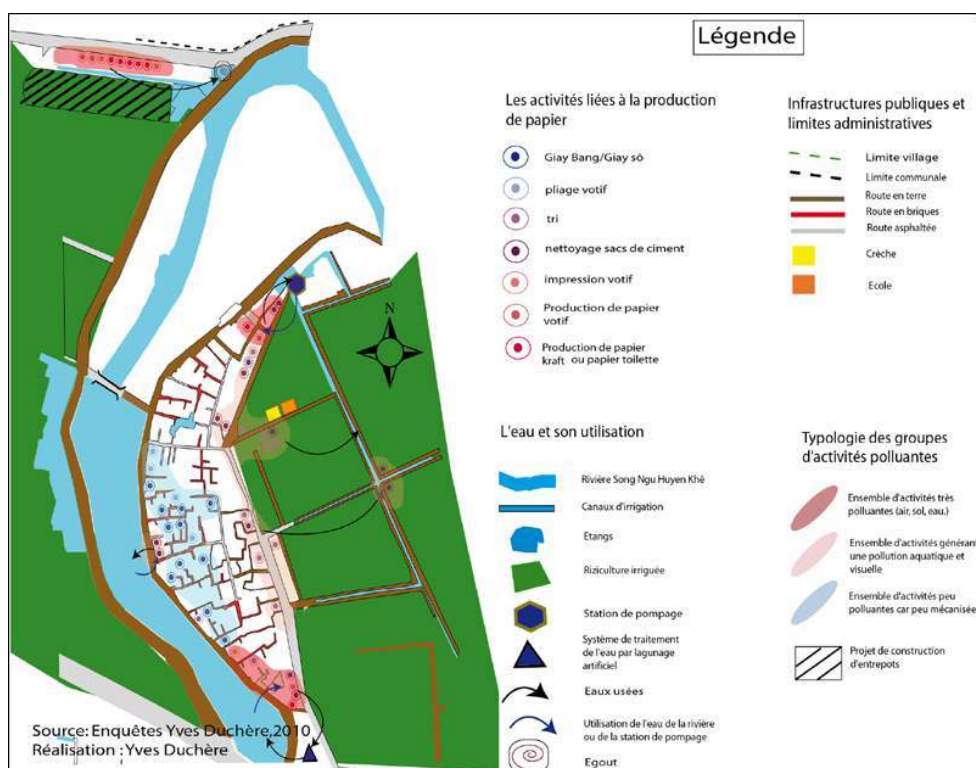 Légende
Les activités liées à la production
de papier
Giay Bang/Giay sò
pliage votif
tri
nettoyage sacs de ciment
impression votif
Production de papier
votif
Production de papier
kraft ou papier toilette
Infrastructures publiques et
limites administratives
Limite village
Limite communale
Route en terre
Route en briques
Route asphaltée
Crèche
Ecole
L'eau et son utilisation
Rivière Song Ngu Huyen Khê
Canaux d'irrigation
Etangs
Riziculture irriguée
Station de pompage
Système de traitement
de l'eau par lagunage
artificiel
Eaux usées
Utilisation de l'eau de la rivière
ou de la station de pompage
Egout
Typologie des groupes
d'activités polluantes
Ensemble d'activités très
polluantes (air, sol, eau.)
Ensemble d'activités générant
une pollution aquatique et
visuelle
Ensemble d'activités peu
polluantes car peu mécanisées
Projet de construction
d'entrepots
N
Source: Enquêtes Yves Duchère,2010
Réalisation : Yves Duchère